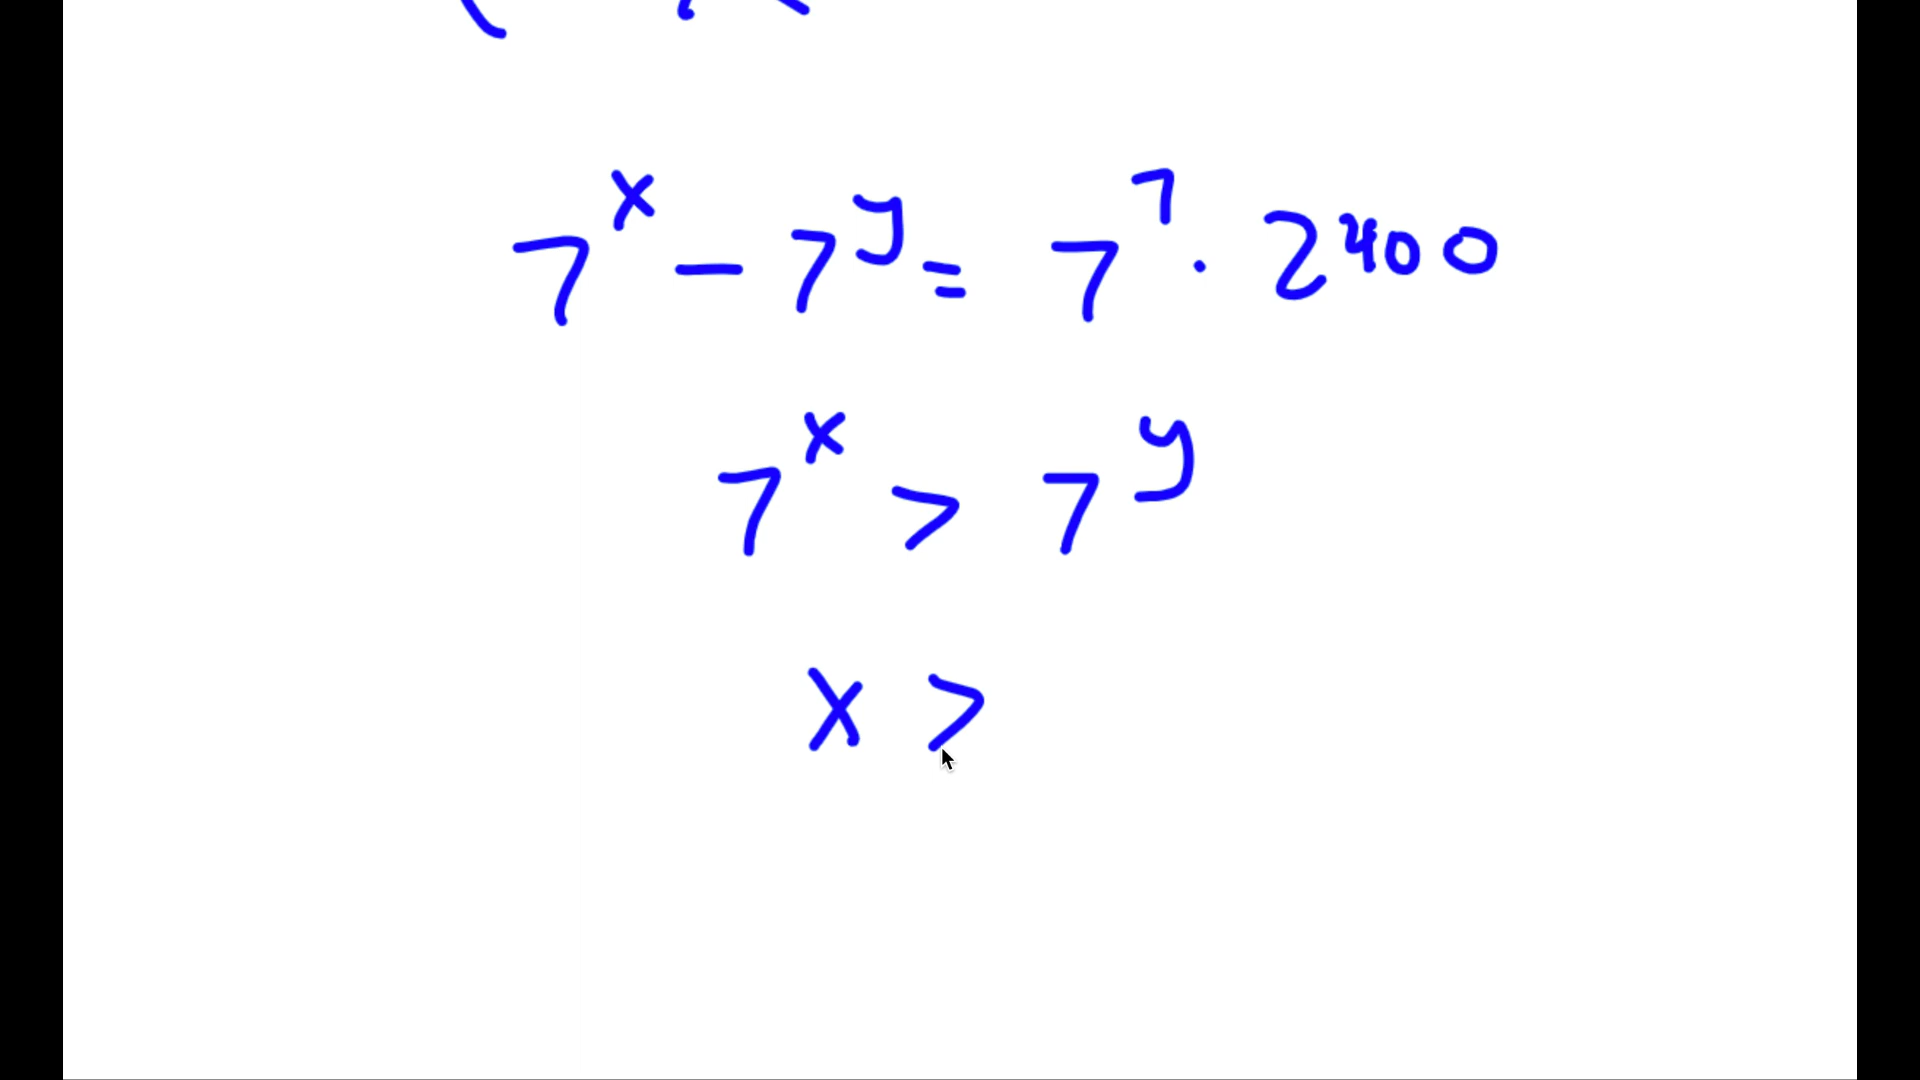 7^x - 7^y = 7^7 · 2400
7^x > 7^y
x >